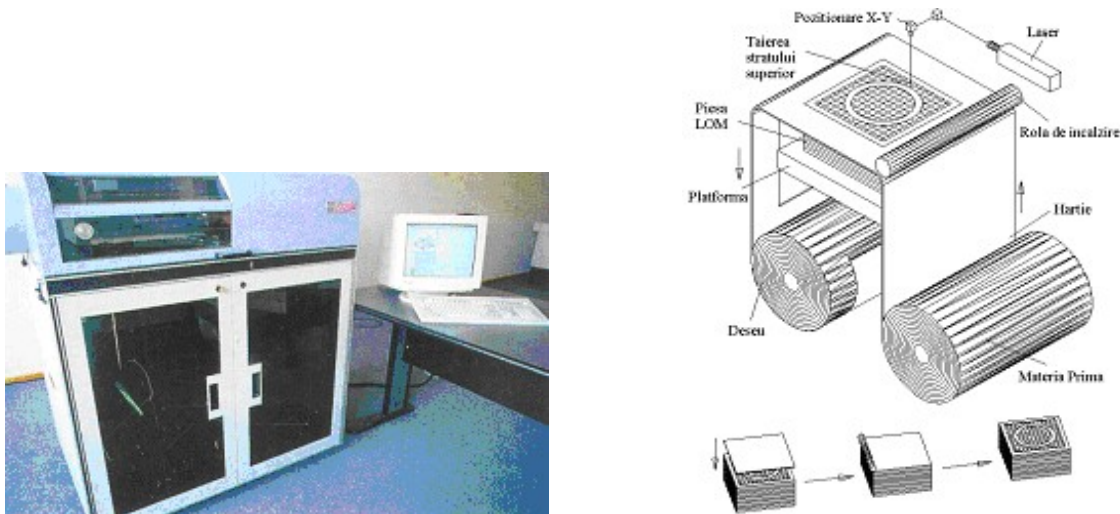 Pozitionare X-Y
Laser
Taierea
stratului
superior
Piesa
LOM
Rola de incalzire
Platforma
Hartie
Deseu
Materia Prima